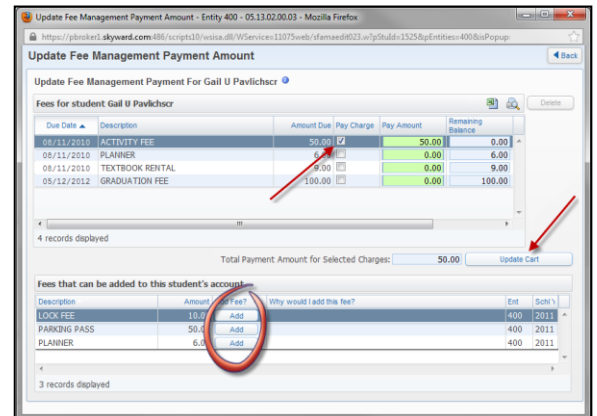 Update Fee Management Payment Amount - Entity 400 - 05.13.02.00.03 - Mozilla Firefox
https://pbroker1.skyward.com:486/scripts10/WService=11075web/sfamaedit023.w?pStuId=1525&pEntities=400&isPopup
Update Fee Management Payment Amount Back
Update Fee Management Payment For Gail U Pavlichscr
Fees for student Gail U Pavlichscr Delete
Due Date Description Amount Due Pay Charge Pay Amount Remaining Balance
08/11/2010 ACTIVITY FEE 50.00 50.00 0.00
08/11/2010 PLANNER 0.00 6.00
08/11/2010 TEXTBOOK RENTAL 9.00 0.00 9.00
05/12/2012 GRADUATION FEE 100.00 0.00 100.00
4 records displayed
Total Payment Amount for Selected Charges: 50.00 Update Cart
Fees that can be added to this student's account
Description Amount Add Fee? Why would I add this fee? Ent Schl Y
LOCK FEE 10.0 Add 400 2011
PARKING PASS 50.0 Add 400 2011
PLANNER 6.0 Add 400 2011
3 records displayed